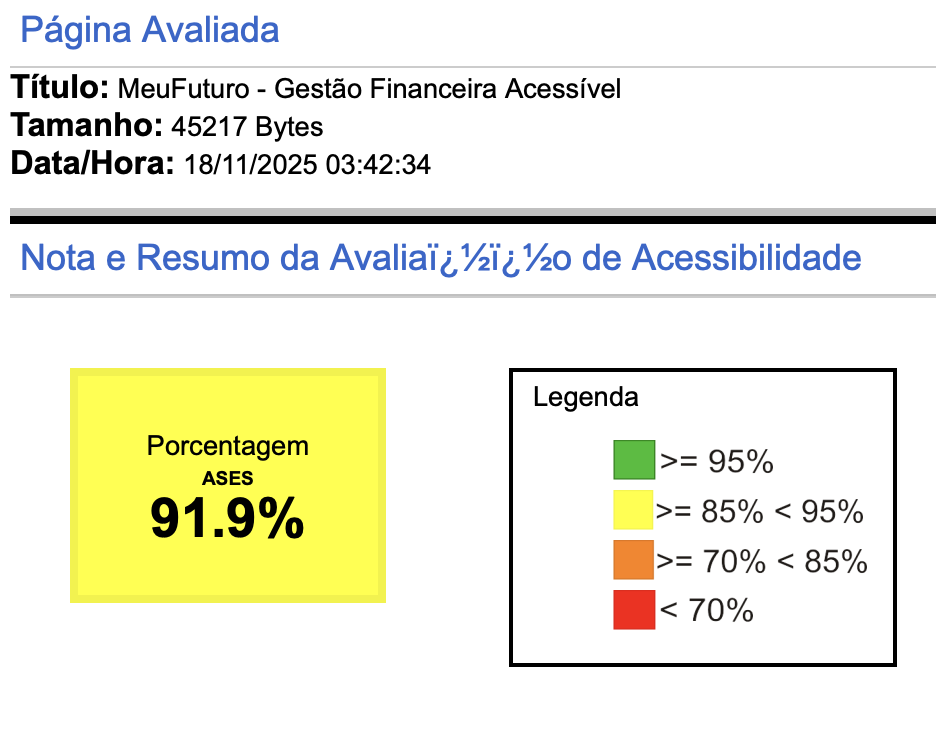 Página Avaliada
Título: MeuFuturo - Gestão Financeira Acessível
Tamanho: 45217 Bytes
Data/Hora: 18/11/2025 03:42:34
Nota e Resumo da Avaliaï¿½ï¿½o de Acessibilidade
Porcentagem
ASES
91.9%
Legenda
>= 95%
>= 85% < 95%
>= 70% < 85%
< 70%